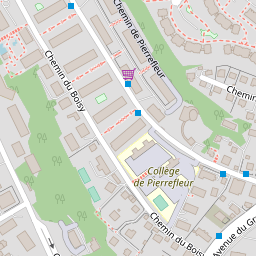 Chemin de Pierrefleur
Chemin du Boisy
Chemin
Collège
de Pierrefleur
Chemin du Boisy
Avenue du Gr